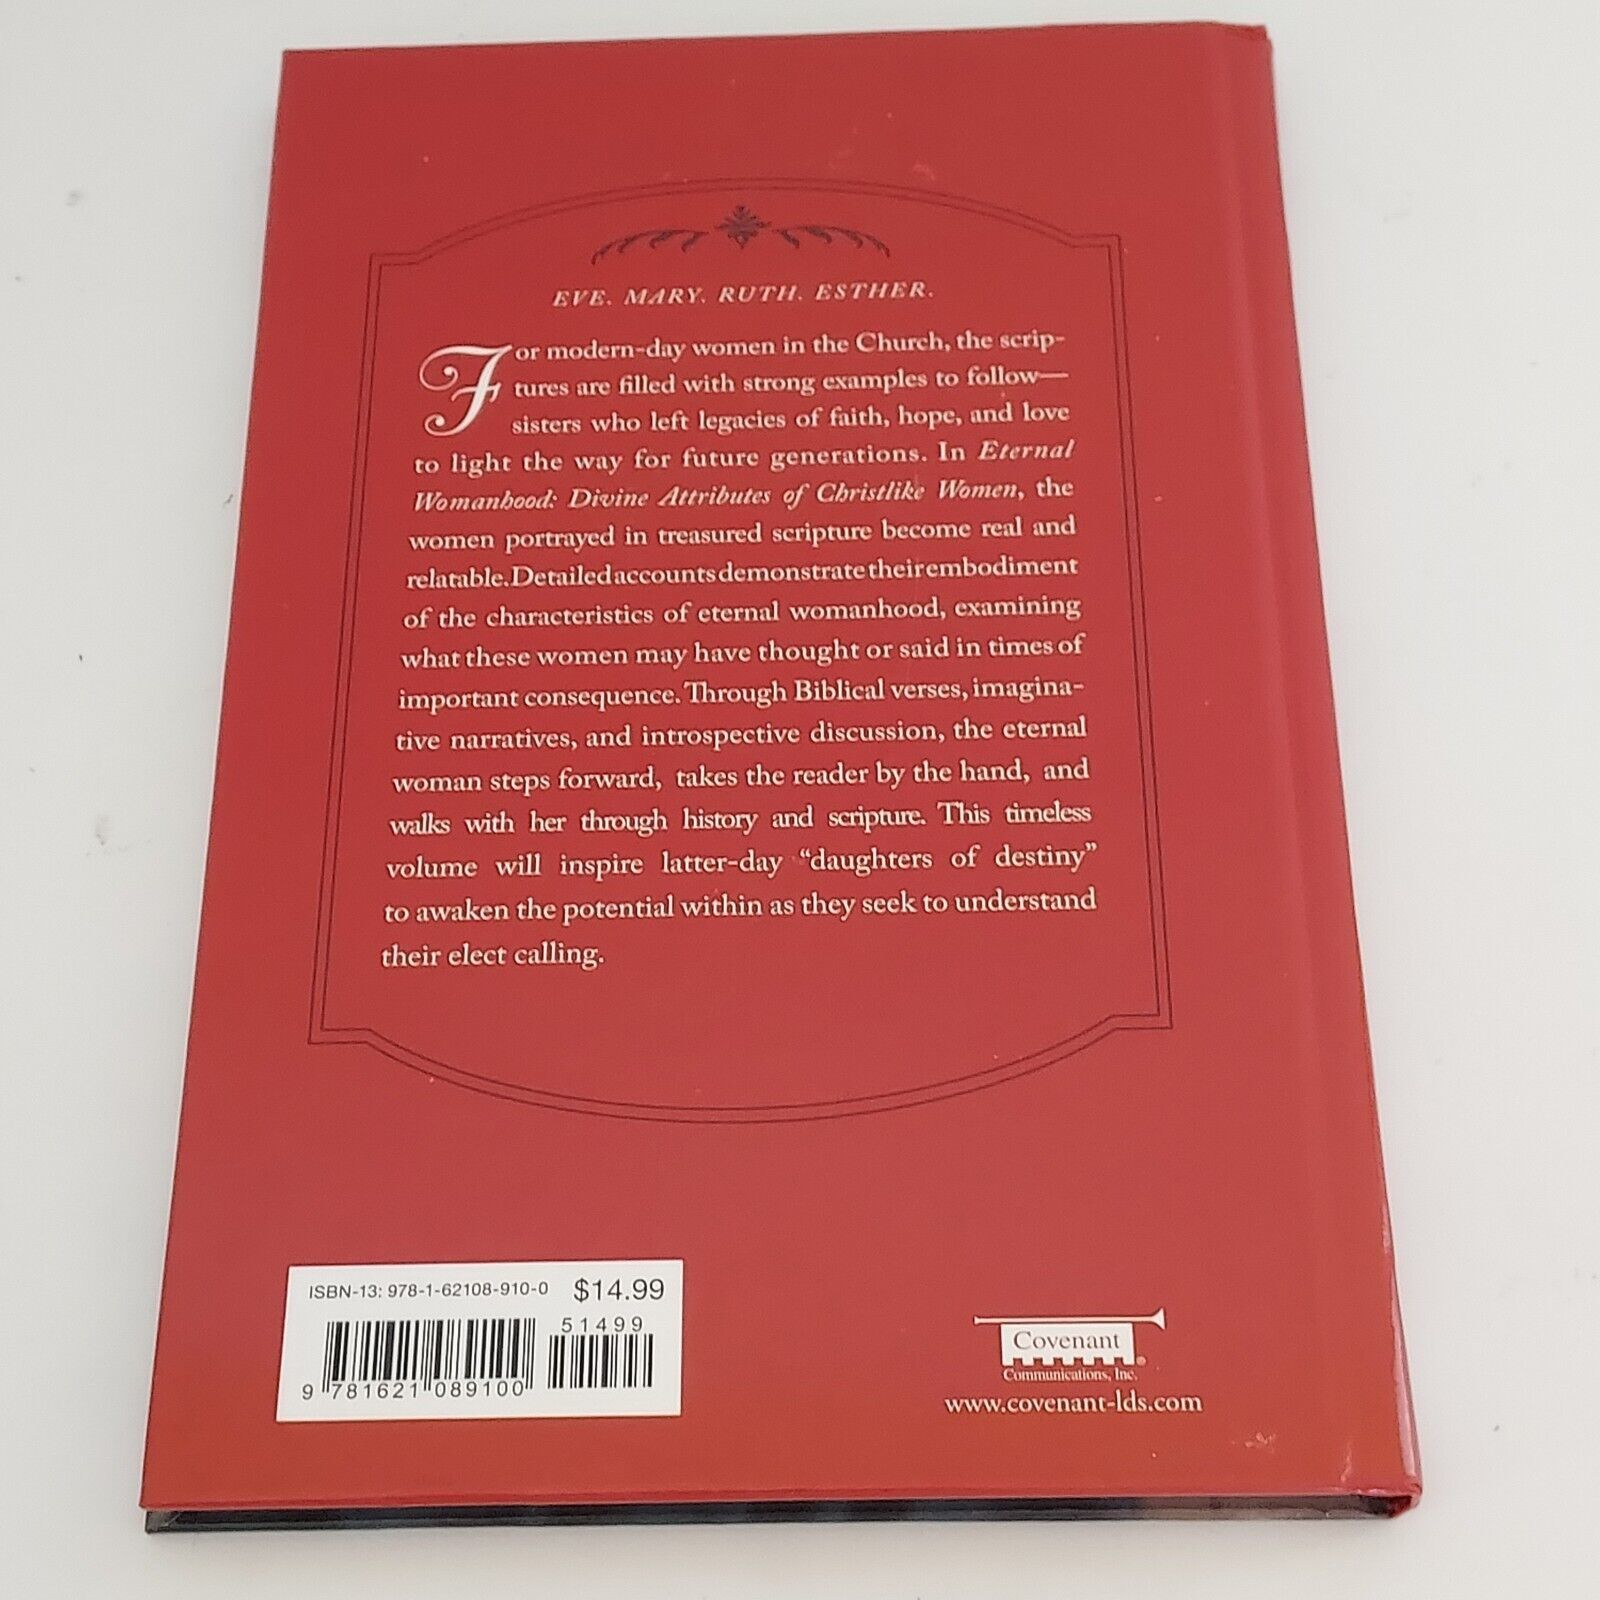 EVE. MARY. RUTH. ESTHER.
For modern-day women in the Church, the scrip-
tures are filled with strong examples to follow—
sisters who left legacies of faith, hope, and love
to light the way for future generations. In Eternal
Womanhood: Divine Attributes of Christlike Women, the
women portrayed in treasured scripture become real and
relatable. Detailed accounts demonstrate their embodiment
of the characteristics of eternal womanhood, examining
what these women may have thought or said in times of
important consequence. Through Biblical verses, imagina-
tive narratives, and introspective discussion, the eternal
woman steps forward, takes the reader by the hand, and
walks with her through history and scripture. This timeless
volume will inspire latter-day “daughters of destiny”
to awaken the potential within as they seek to understand
their elect calling.
ISBN-13: 978-1-62108-910-0 $14.99
51499
9 781621 089100
Covenant
Communications, Inc.
www.covenant-lds.com